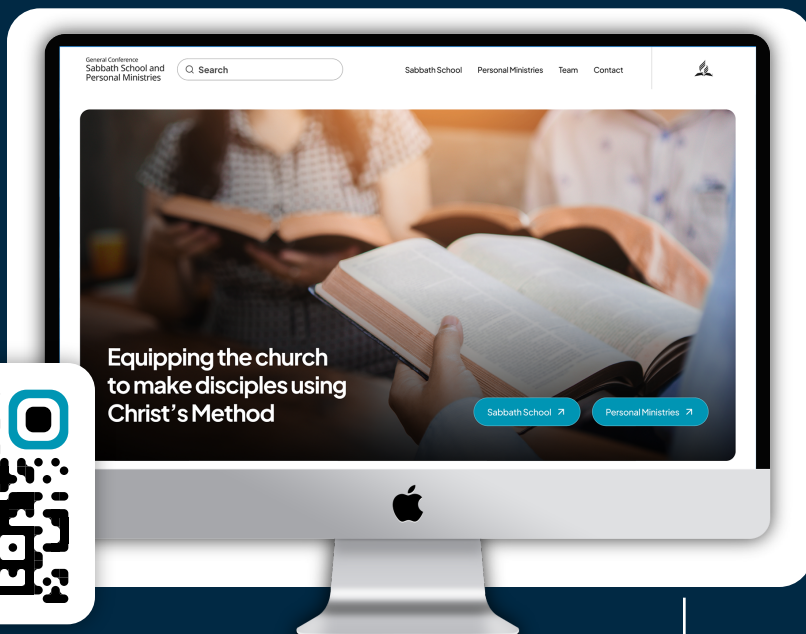 General Conference
Sabbath School and
Personal Ministries
Search
Sabbath School
Personal Ministries
Team
Contact
Equipping the church
to make disciples using
Christ's Method
Sabbath School
Personal Ministries